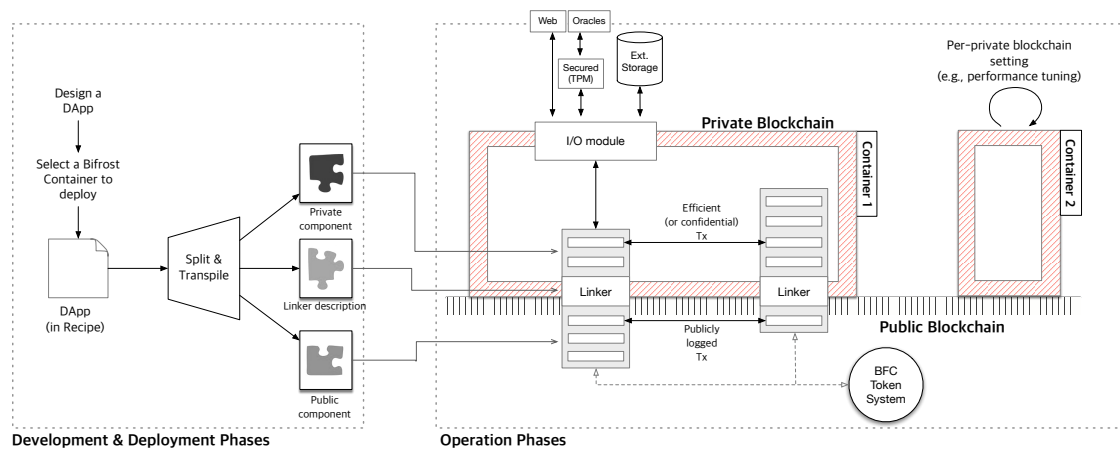 Design a
DApp
Select a Bifrost
Container to
deploy
DApp
(in Recipe)
Split &
Transpile
Private
component
Linker description
Public
component
Development & Deployment Phases
Web
Oracles
Secured
(TPM)
Ext.
Storage
I/O module
Private Blockchain
Container 1
Efficient
(or confidential)
Tx
Linker
Linker
Publicly
logged
Tx
Public Blockchain
BFC
Token
System
Per-private blockchain
setting
(e.g., performance tuning)
Container 2
Operation Phases